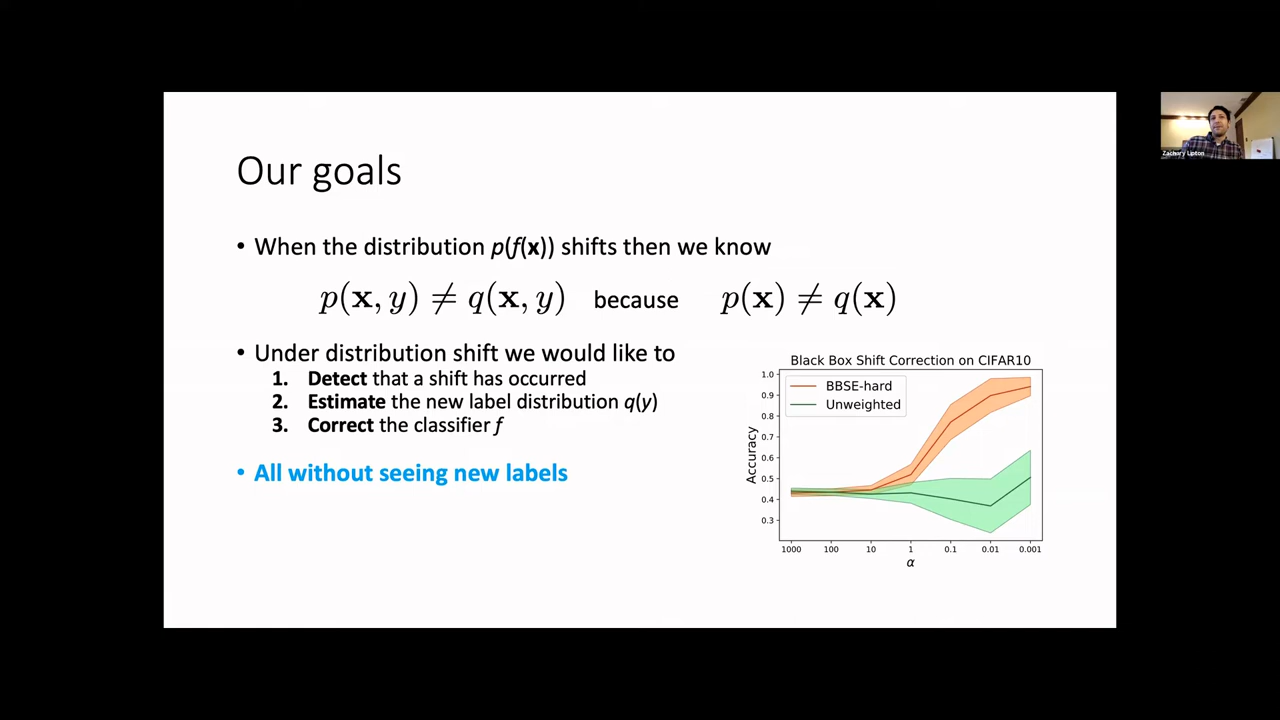 Our goals
• When the distribution p(f(x)) shifts then we know
p(x, y) ≠ q(x, y) because p(x) ≠ q(x)
• Under distribution shift we would like to
1. Detect that a shift has occurred
2. Estimate the new label distribution q(y)
3. Correct the classifier f
• All without seeing new labels
Black Box Shift Correction on CIFAR10
BBSE-hard
Unweighted
Accuracy
1.0
0.9
0.8
0.7
0.6
0.5
0.4
0.3
1000 100 10 1 0.1 0.01 0.001
α
Zachary Lipton